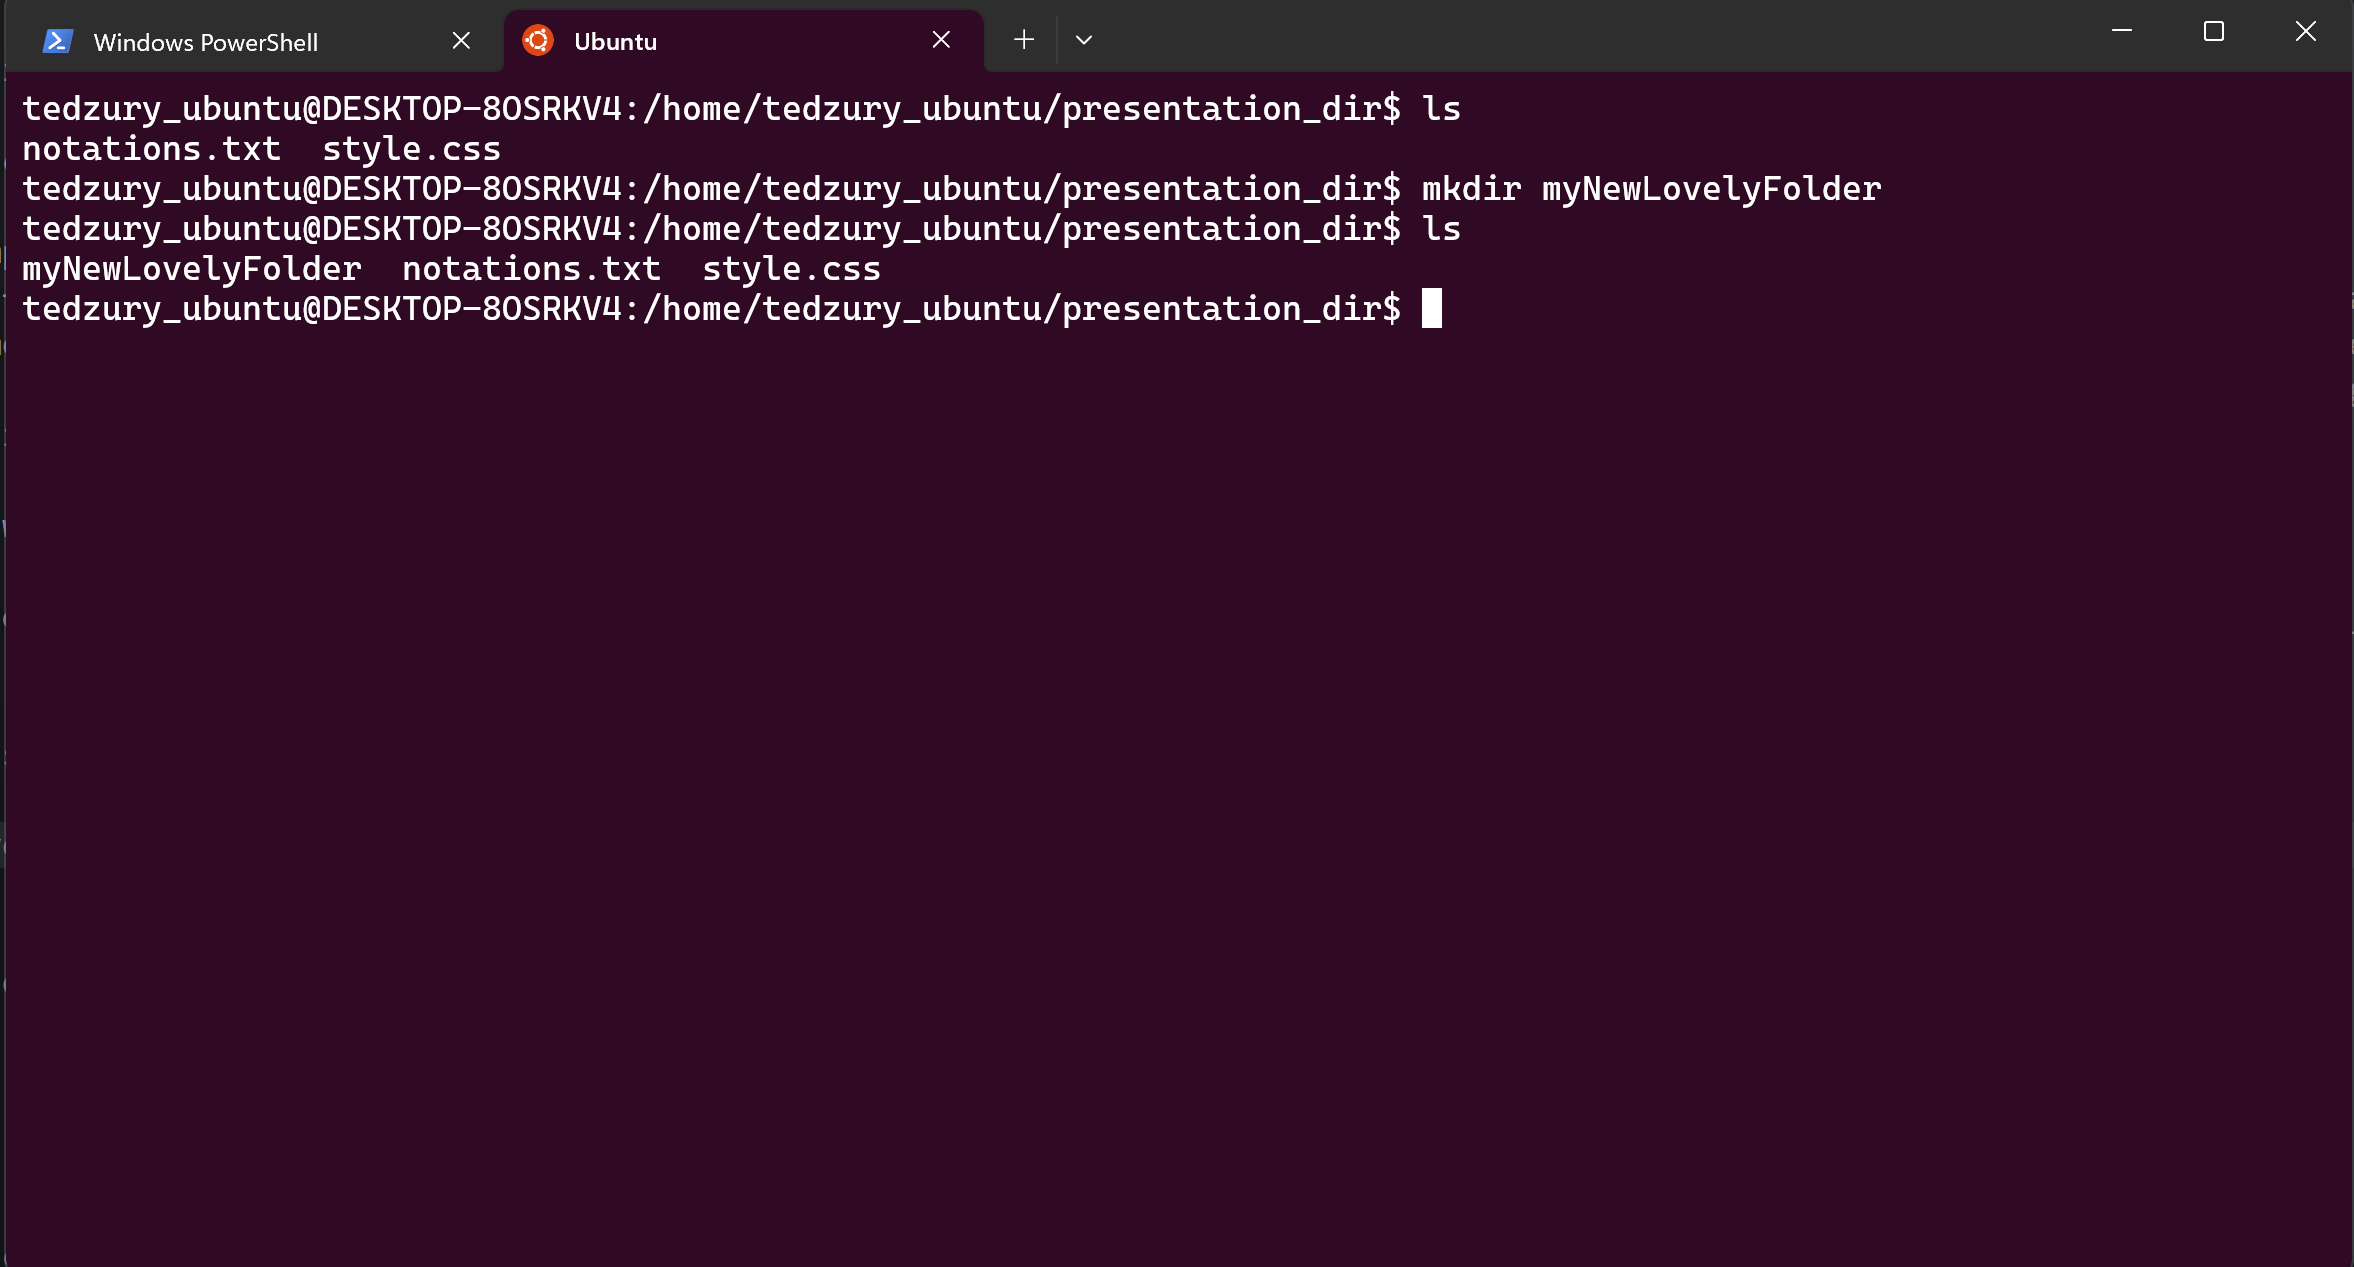 Windows PowerShell
Ubuntu
tedzury_ubuntu@DESKTOP-8OSRKV4:/home/tedzury_ubuntu/presentation_dir$ ls
notations.txt  style.css
tedzury_ubuntu@DESKTOP-8OSRKV4:/home/tedzury_ubuntu/presentation_dir$ mkdir myNewLovelyFolder
tedzury_ubuntu@DESKTOP-8OSRKV4:/home/tedzury_ubuntu/presentation_dir$ ls
myNewLovelyFolder  notations.txt  style.css
tedzury_ubuntu@DESKTOP-8OSRKV4:/home/tedzury_ubuntu/presentation_dir$